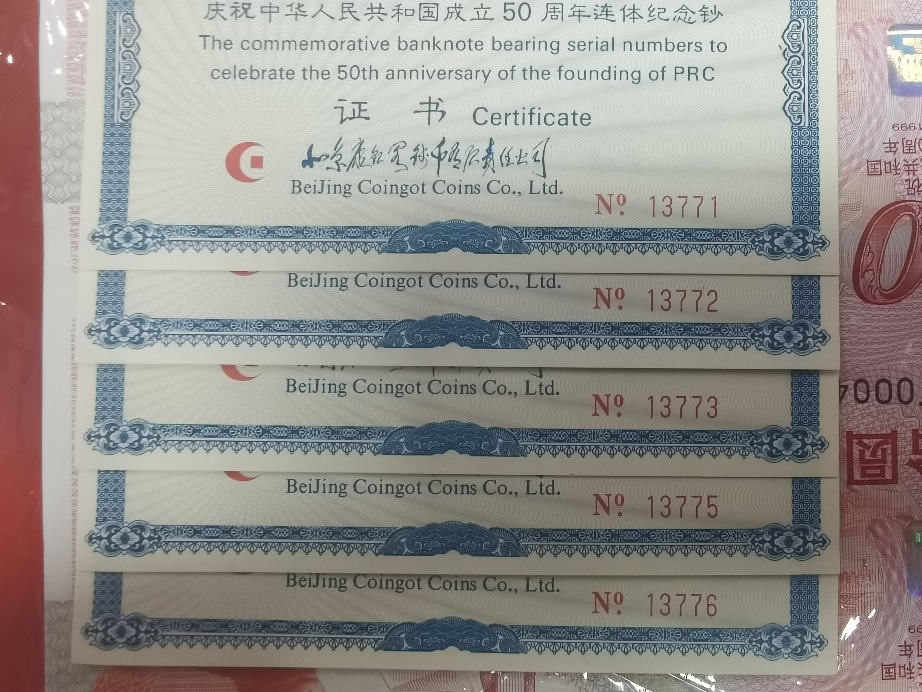 庆祝中华人民共和国成立 50 周年连体纪念钞
The commemorative banknote bearing serial numbers to
celebrate the 50th anniversary of the founding of PRC
证 书 Certificate
BeiJing Coingot Coins Co., Ltd.
Nº. 13771
BeiJing Coingot Coins Co., Ltd.
Nº. 13772
BeiJing Coingot Coins Co., Ltd.
Nº. 13773
BeiJing Coingot Coins Co., Ltd.
Nº. 13775
BeiJing Coingot Coins Co., Ltd.
Nº. 13776